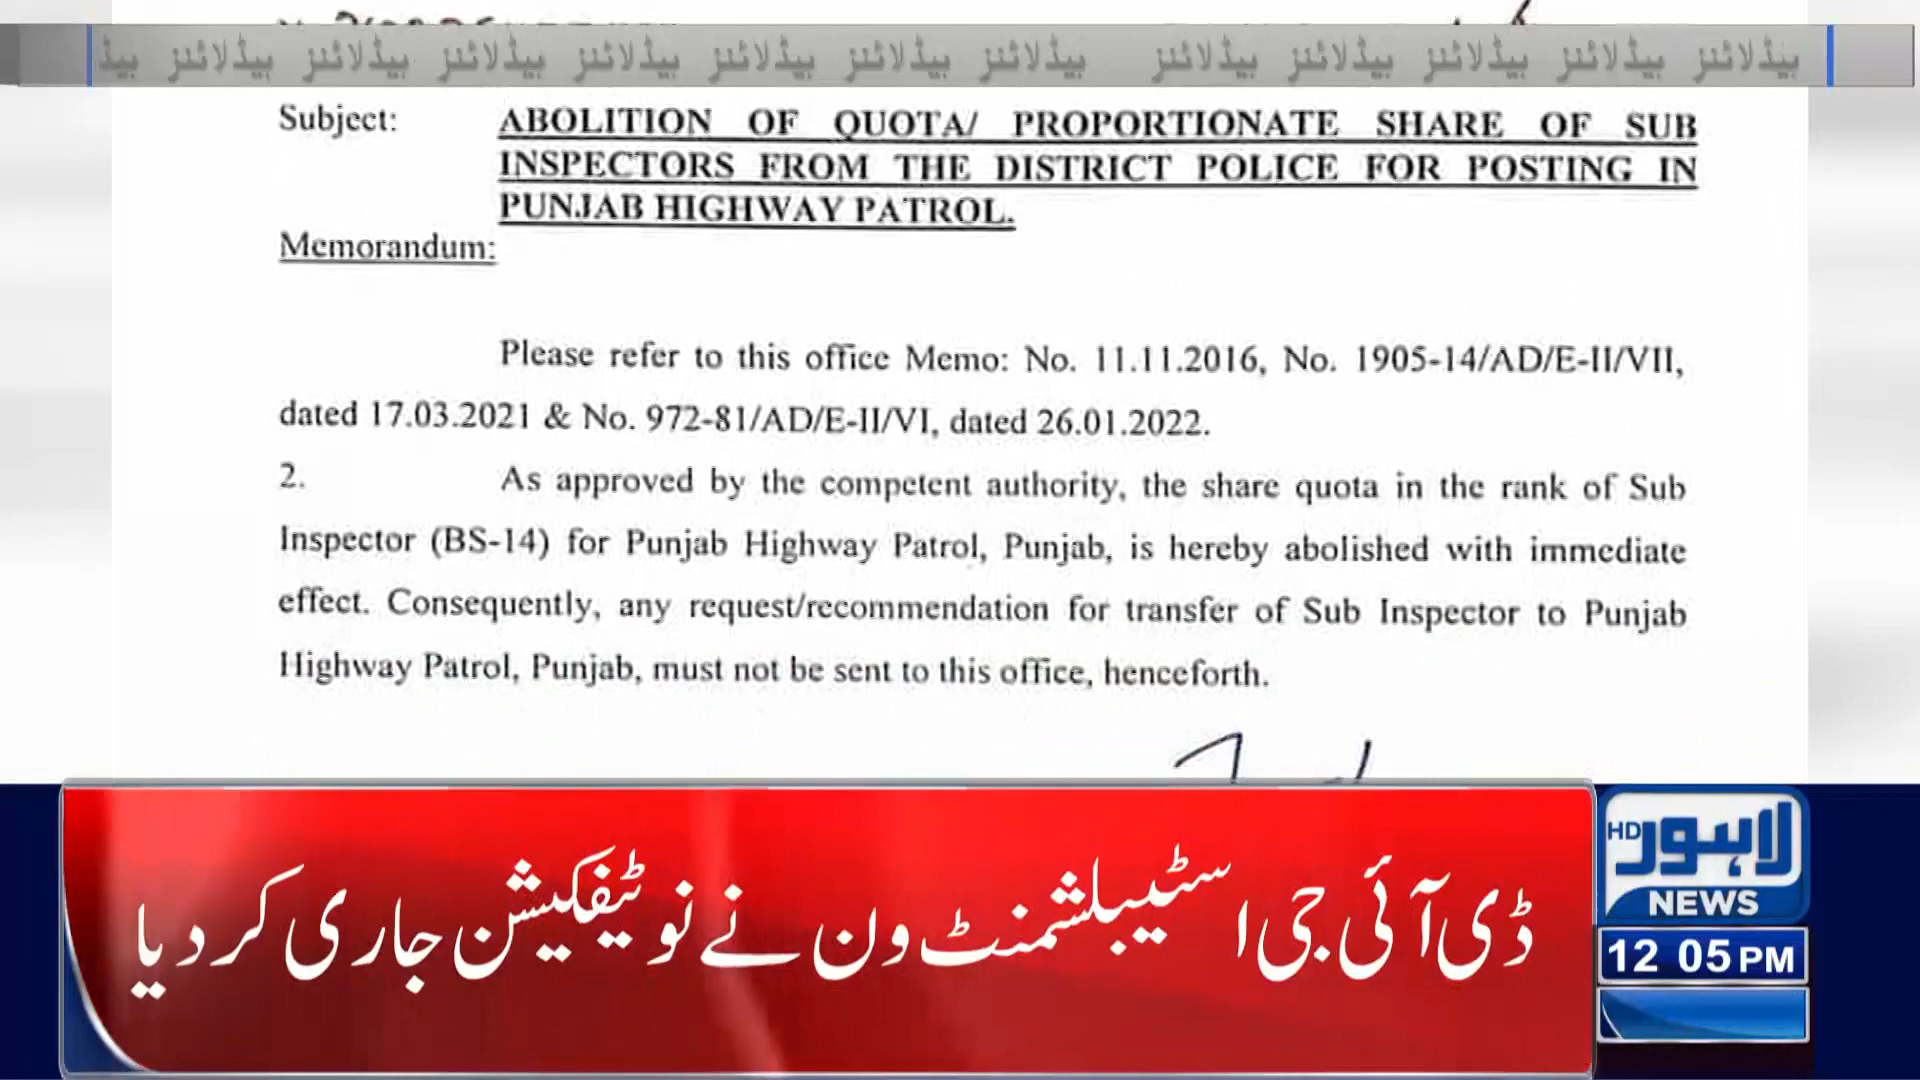 ہیڈلائنز ہیڈلائنز ہیڈلائنز ہیڈلائنز ہیڈلائنز ہیڈلائنز ہیڈلائنز ہیڈلائنز ہیڈلائنز ہیڈلائنز ہیڈلائنز ہیڈلائنز
Subject: ABOLITION OF QUOTA/ PROPORTIONATE SHARE OF SUB
INSPECTORS FROM THE DISTRICT POLICE FOR POSTING IN
PUNJAB HIGHWAY PATROL.
Memorandum:
Please refer to this office Memo: No. 11.11.2016, No. 1905-14/AD/E-II/VII,
dated 17.03.2021 & No. 972-81/AD/E-II/VI, dated 26.01.2022.
2. As approved by the competent authority, the share quota in the rank of Sub
Inspector (BS-14) for Punjab Highway Patrol, Punjab, is hereby abolished with immediate
effect. Consequently, any request/recommendation for transfer of Sub Inspector to Punjab
Highway Patrol, Punjab, must not be sent to this office, henceforth.
ڈی آئی جی اسٹیبلشمنٹ ون نے نوٹیفکیشن جاری کر دیا
لاہور HD
NEWS
12 05 PM